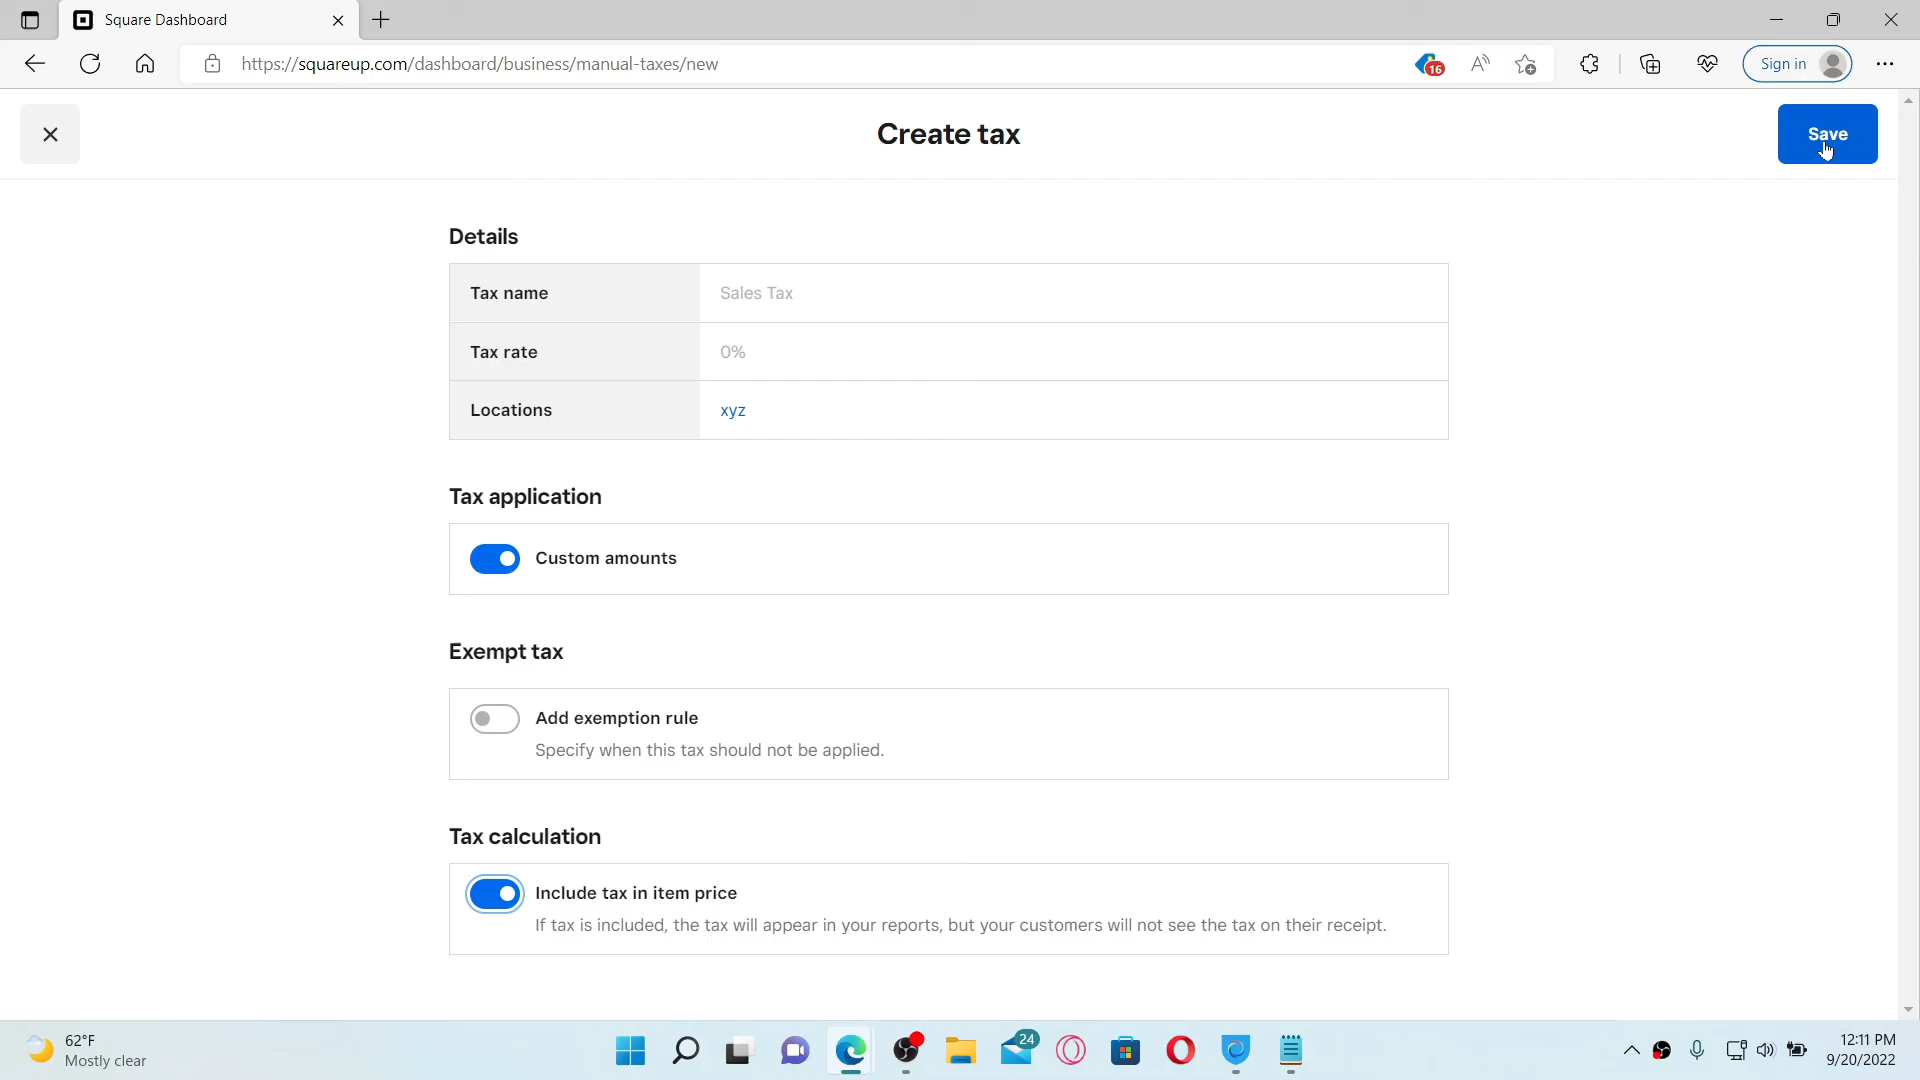 Square Dashboard
https://squareup.com/dashboard/business/manual-taxes/new
16
Sign in
Create tax
Save
Details
Tax name
Sales Tax
Tax rate
0%
Locations
xyz
Tax application
Custom amounts
Exempt tax
Add exemption rule
Specify when this tax should not be applied.
Tax calculation
Include tax in item price
If tax is included, the tax will appear in your reports, but your customers will not see the tax on their receipt.
62°F
Mostly clear
24
12:11 PM
9/20/2022